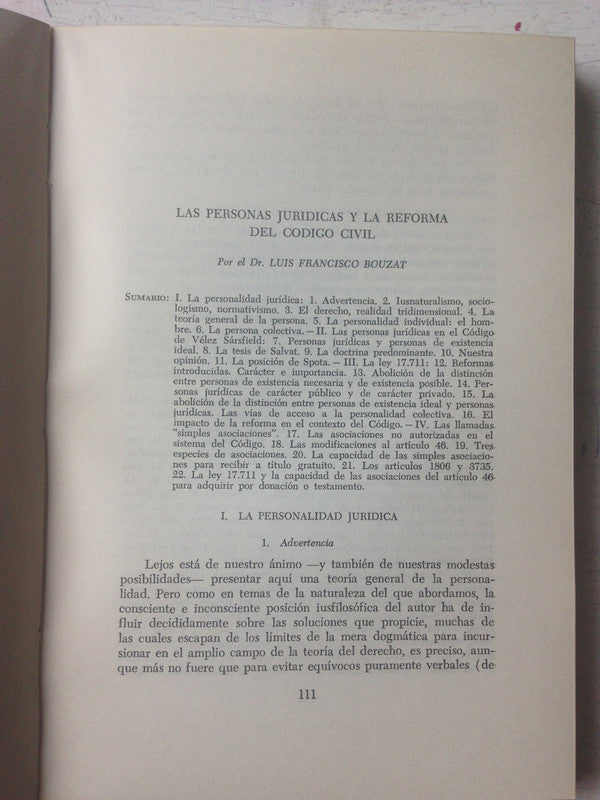 LAS PERSONAS JURIDICAS Y LA REFORMA
DEL CODIGO CIVIL
Por el Dr. LUIS FRANCISCO BOUZAT
SUMARIO: I. La personalidad jurídica: 1. Advertencia. 2. Iusnaturalismo, socio-
logismo, normativismo. 3. El derecho, realidad tridimensional. 4. La
teoría general de la persona. 5. La personalidad individual: el hom-
bre. 6. La persona colectiva. — II. Las personas jurídicas en el Código
de Vélez Sársfield: 7. Personas jurídicas y personas de existencia
ideal. 8. La tesis de Salvat. 9. La doctrina predominante. 10. Nuestra
opinión. 11. La posición de Spota. — III. La ley 17.711: 12. Reformas
introducidas. Carácter e importancia. 13. Abolición de la distinción
entre personas de existencia necesaria y de existencia posible. 14. Per-
sonas jurídicas de carácter público y de carácter privado. 15. La
abolición de la distinción entre personas de existencia ideal y personas
jurídicas. Las vías de acceso a la personalidad colectiva. 16. El
impacto de la reforma en el contexto del Código. — IV. Las llamadas
"simples asociaciones". 17. Las asociaciones no autorizadas en el
sistema del Código. 18. Las modificaciones al artículo 46. 19. Tres
especies de asociaciones. 20. La capacidad de las simples asociacio-
nes para recibir a título gratuito. 21. Los artículos 1806 y 3735.
22. La ley 17.711 y la capacidad de las asociaciones del artículo 46
para adquirir por donación o testamento.
I. LA PERSONALIDAD JURIDICA
1. Advertencia
Lejos está de nuestro ánimo —y también de nuestras modestas
posibilidades— presentar aquí una teoría general de la persona-
lidad. Pero como en temas de la naturaleza del que abordamos, la
consciente e inconsciente posición iusfilosófica del autor ha de in-
fluir decididamente sobre las soluciones que propicie, muchas de
las cuales escapan de los límites de la mera dogmática para incur-
sionar en el amplio campo de la teoría del derecho, es preciso, aun-
que más no fuere que para evitar equívocos puramente verbales (de
111